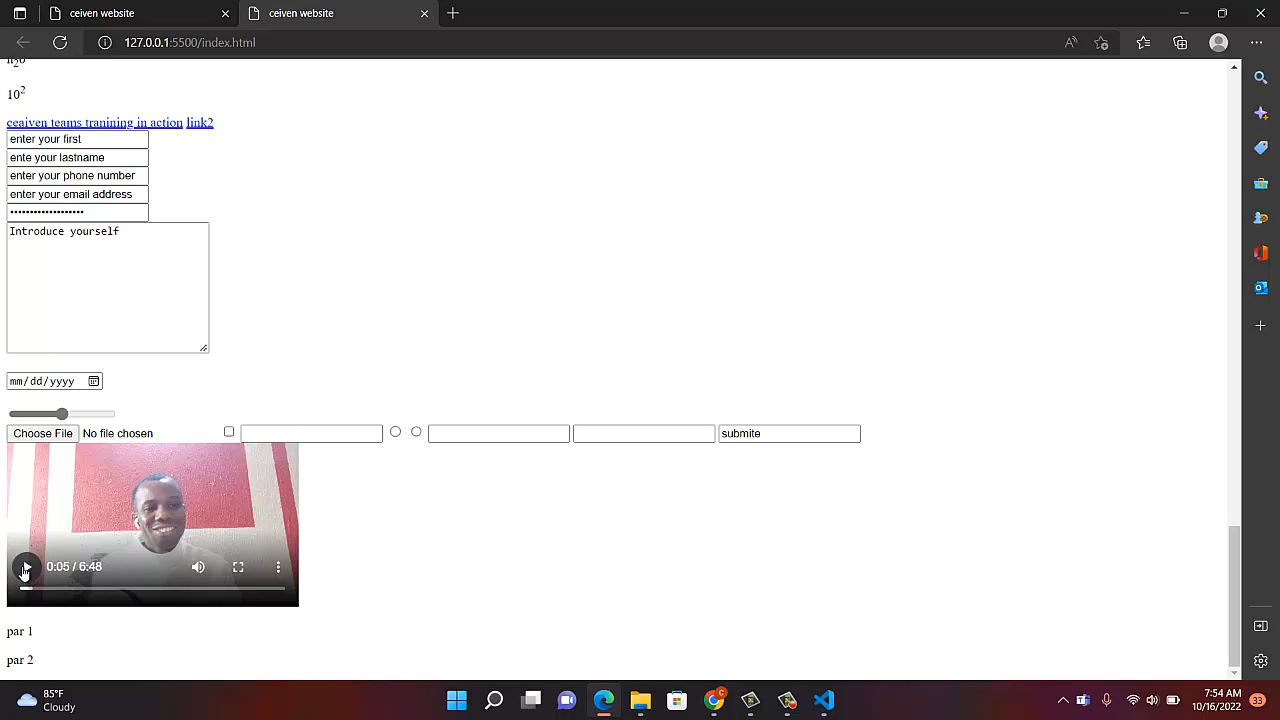 ceiven website
ceiven website
127.0.0.1:5500/index.html
h2o
102
ceaiven teams tranining in action link2
enter your first
ente your lastname
enter your phone number
enter your email address
•••••••••••••••••••
Introduce yourself
mm/dd/yyyy
Choose File No file chosen
submite
0:05 / 6:48
par 1
par 2
85°F
Cloudy
7:54 AM
10/16/2022
33